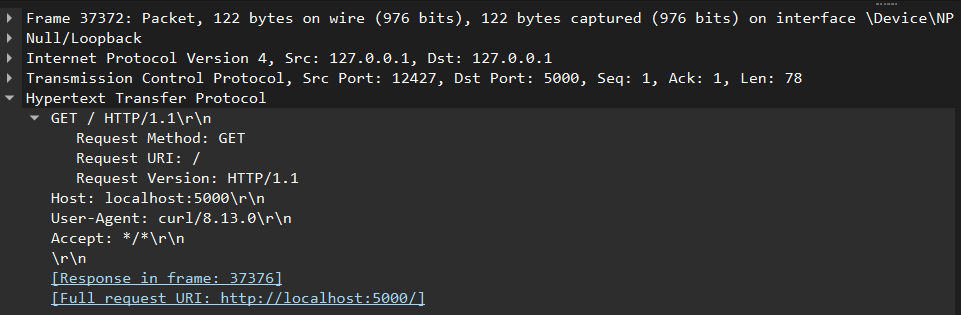 Frame 37372: Packet, 122 bytes on wire (976 bits), 122 bytes captured (976 bits) on interface \Device\NP
Null/Loopback
Internet Protocol Version 4, Src: 127.0.0.1, Dst: 127.0.0.1
Transmission Control Protocol, Src Port: 12427, Dst Port: 5000, Seq: 1, Ack: 1, Len: 78
Hypertext Transfer Protocol
GET / HTTP/1.1\r\n
Request Method: GET
Request URI: /
Request Version: HTTP/1.1
Host: localhost:5000\r\n
User-Agent: curl/8.13.0\r\n
Accept: */*\r\n
\r\n
[Response in frame: 37376]
[Full request URI: http://localhost:5000/]